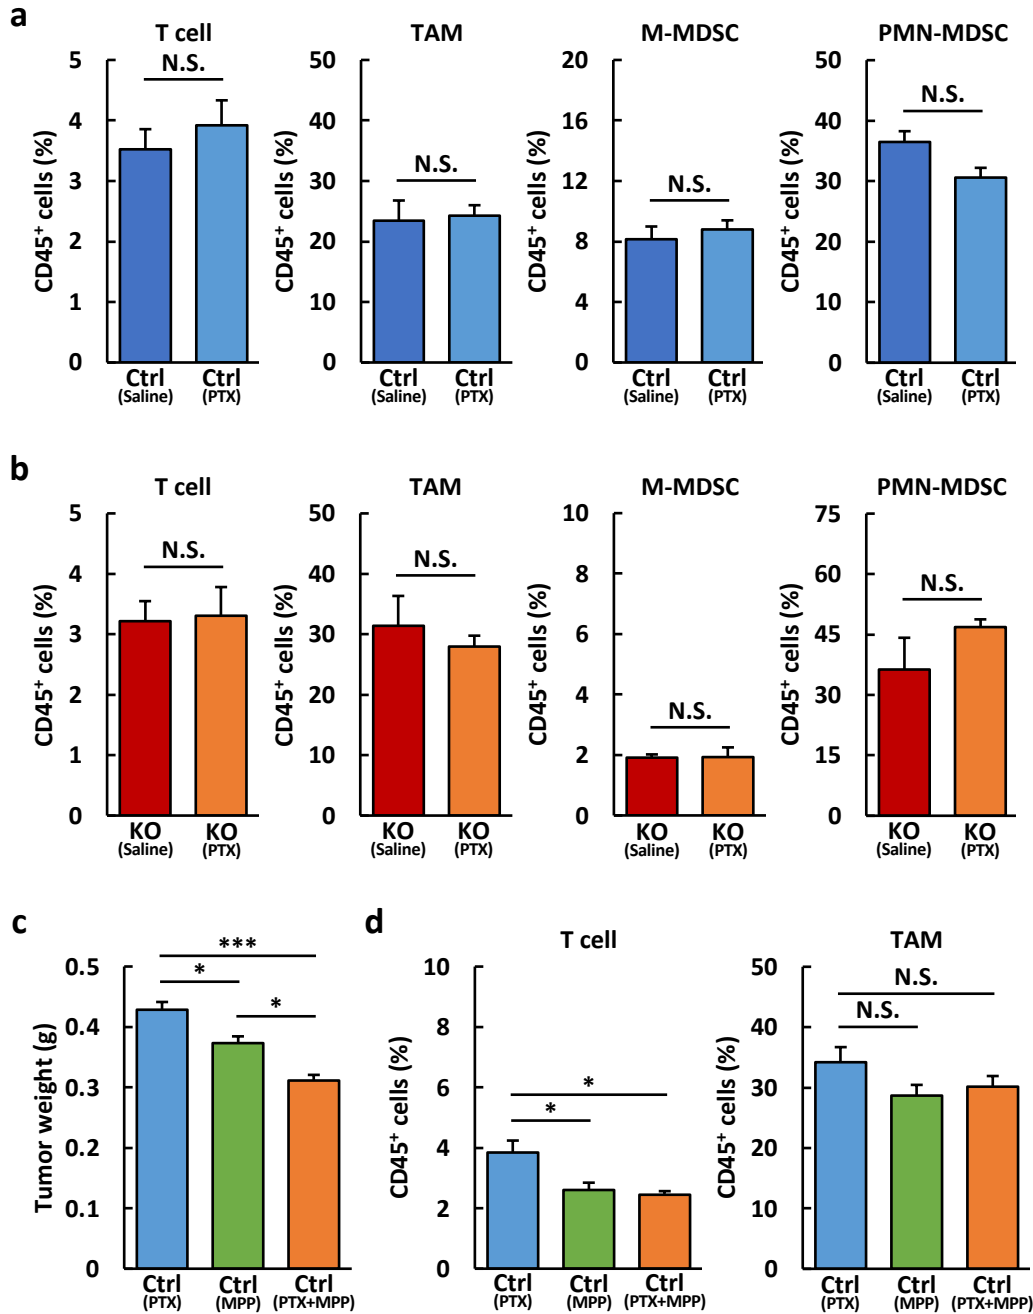 a
T cell
TAM
M-MDSC
PMN-MDSC
CD45+ cells (%)
5
4
3
2
1
0
N.S.
Ctrl
(Saline)
Ctrl
(PTX)
CD45+ cells (%)
50
40
30
20
10
0
N.S.
Ctrl
(Saline)
Ctrl
(PTX)
CD45+ cells (%)
20
16
12
8
4
0
N.S.
Ctrl
(Saline)
Ctrl
(PTX)
CD45+ cells (%)
50
40
30
20
10
0
N.S.
Ctrl
(Saline)
Ctrl
(PTX)
b
T cell
TAM
M-MDSC
PMN-MDSC
CD45+ cells (%)
5
4
3
2
1
0
N.S.
KO
(Saline)
KO
(PTX)
CD45+ cells (%)
50
40
30
20
10
0
N.S.
KO
(Saline)
KO
(PTX)
CD45+ cells (%)
10
8
6
4
2
0
N.S.
KO
(Saline)
KO
(PTX)
CD45+ cells (%)
75
60
45
30
15
0
N.S.
KO
(Saline)
KO
(PTX)
c
Tumor weight (g)
0.5
0.4
0.3
0.2
0.1
0
***
*
*
Ctrl
(PTX)
Ctrl
(MPP)
Ctrl
(PTX+MPP)
d
T cell
CD45+ cells (%)
10
8
6
4
2
0
*
*
Ctrl
(PTX)
Ctrl
(MPP)
Ctrl
(PTX+MPP)
TAM
CD45+ cells (%)
50
40
30
20
10
0
N.S.
N.S.
Ctrl
(PTX)
Ctrl
(MPP)
Ctrl
(PTX+MPP)